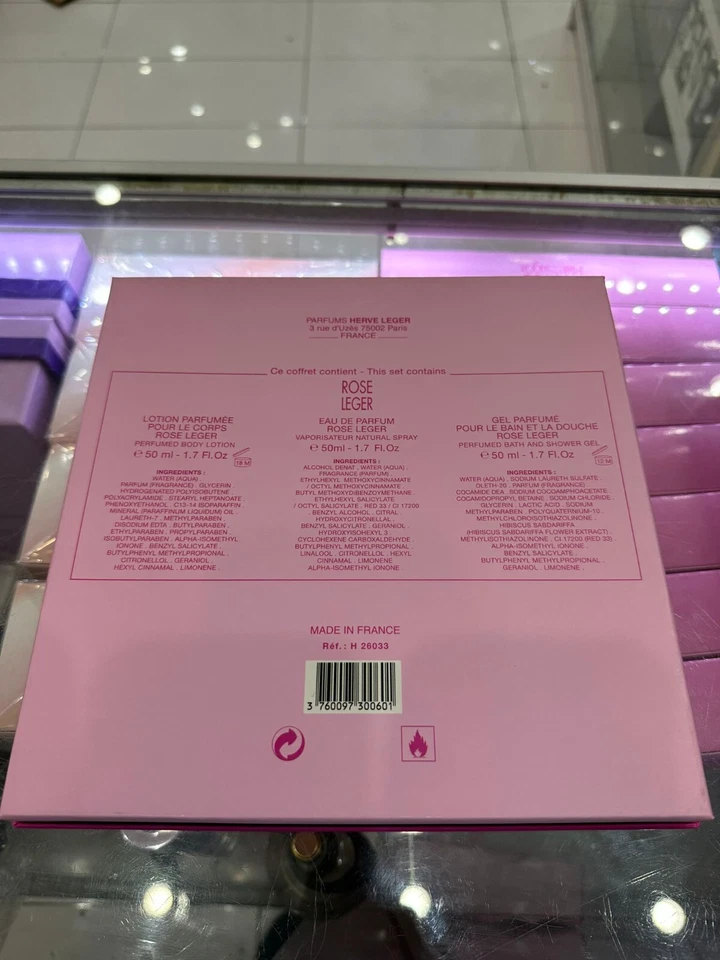 PARFUMS HERVE LEGER
3 rue d'Uzès 75002 Paris
FRANCE
Ce coffret contient - This set contains
ROSE
LEGER
LOTION PARFUMÉE
POUR LE CORPS
ROSE LEGER
PERFUMED BODY LOTION
℮ 50 ml - 1.7 Fl.Oz
18 M
INGREDIENTS :
WATER (AQUA) .
PARFUM (FRAGRANCE) . GLYCERIN .
HYDROGENATED POLYISOBUTENE .
POLYACRYLAMIDE . STEARYL HEPTANOATE .
PHENOXYETHANOL . C13-14 ISOPARAFFIN .
MINERAL (PARAFFINUM LIQUIDUM) OIL .
LAURETH-7 . METHYLPARABEN .
DISODIUM EDTA . BUTYLPARABEN .
ETHYLPARABEN . PROPYLPARABEN .
ISOBUTYLPARABEN . ALPHA-ISOMETHYL
IONONE . BENZYL SALICYLATE .
BUTYLPHENYL METHYLPROPIONAL .
CITRONELLOL . GERANIOL .
HEXYL CINNAMAL . LIMONENE .
EAU DE PARFUM
ROSE LEGER
VAPORISATEUR NATURAL SPRAY
℮ 50ml - 1.7 Fl.Oz
INGREDIENTS :
ALCOHOL DENAT . WATER (AQUA) .
FRAGRANCE (PARFUM) .
ETHYLHEXYL METHOXYCINNAMATE
/ OCTYL METHOXYCINNAMATE .
BUTYL METHOXYDIBENZYMETHANE .
ETHYLHEXYL SALICYLATE
/ OCTYL SALICYLATE . RED 33 / CI 17200
BENZYL ALCOHOL . CITRAL .
HYDROXYCITRONELLAL .
BENZYL SALICYLATE . GERANIOL .
HYDROXYISOHEXYL 3
CYCLOHEXENE CARBOXALDEHYDE .
BUTYLPHENYL METHYLPROPIONAL .
LINALOOL . CITRONELLOL . HEXYL
CINNAMAL . LIMONENE .
ALPHA-ISOMETHYL IONONE .
GEL PARFUMÉ
POUR LE BAIN ET LA DOUCHE
ROSE LEGER
PERFUMED BATH AND SHOWER GEL
℮ 50 ml - 1.7 Fl.Oz
12 M
INGREDIENTS :
WATER (AQUA) . SODIUM LAURETH SULFATE .
OLETH-20 . PARFUM (FRAGRANCE) .
COCAMIDE DEA . SODIUM COCOAMPHOACETATE .
COCAMIDOPROPYL BETAINE . SODIUM CHLORIDE .
GLYCERIN . LACTIC ACID . SODIUM
METHYLPARABEN . POLYQUATERNIUM-10 .
METHYLCHLOROISOTHIAZOLINONE .
HIBISCUS SABDARIFFA
(HIBISCUS SABDARIFFA FLOWER EXTRACT) .
METHYLISOTHIAZOLINONE . CI 17200 (RED 33) .
ALPHA-ISOMETHYL IONONE .
BENZYL SALICYLATE .
BUTYLPHENYL METHYLPROPIONAL .
GERANIOL . LIMONENE .
MADE IN FRANCE
Réf. : H 26033
3 760097 300601